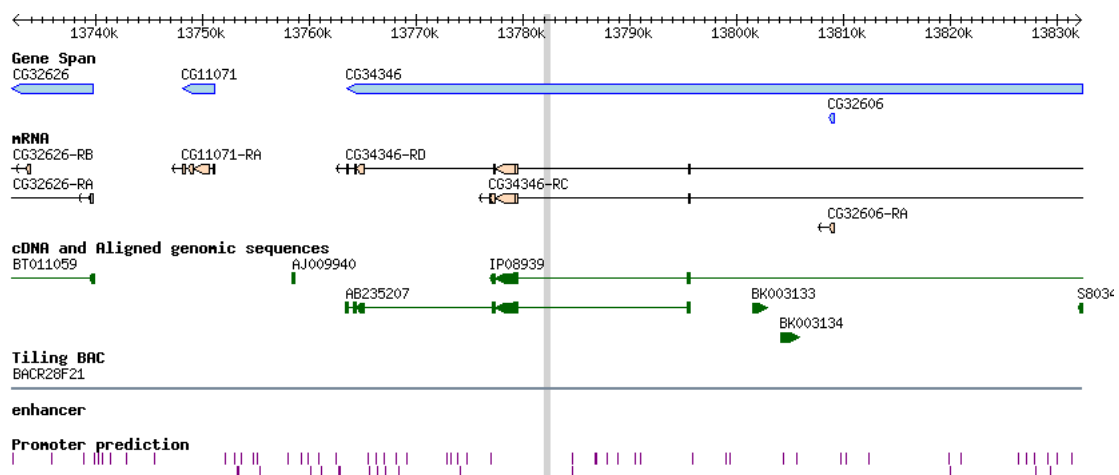 13740k 13750k 13760k 13770k 13780k 13790k 13800k 13810k 13820k 13830k
Gene Span
CG32626 CG11071 CG34346
CG32606
mRNA
CG32626-RB CG11071-RA CG34346-RD
CG32626-RA CG34346-RC
CG32606-RA
cDNA and Aligned genomic sequences
BT011059 AJ009940 IP08939
AB235207 BK003133 S8034
BK003134
Tiling BAC
BACR28F21
enhancer
Promoter prediction